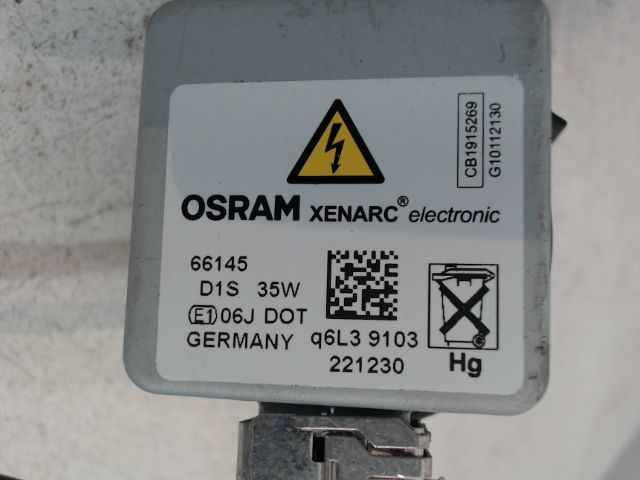 CB1915269
G10112130
OSRAM XENARC® electronic
66145
D1S 35W
E1 06J DOT
GERMANY
q6L3 9103
221230
Hg